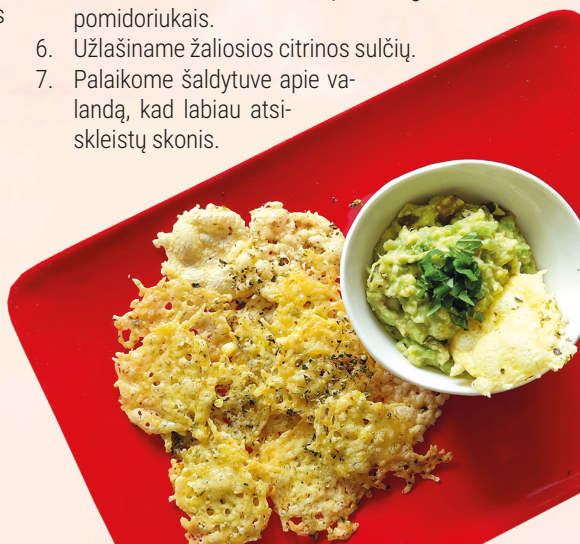 pomidoriukais.
6. Užlašiname žaliosios citrinos sulčių.
7. Palaikome šaldytuve apie va-
landą, kad labiau atsi-
skleistų skonis.